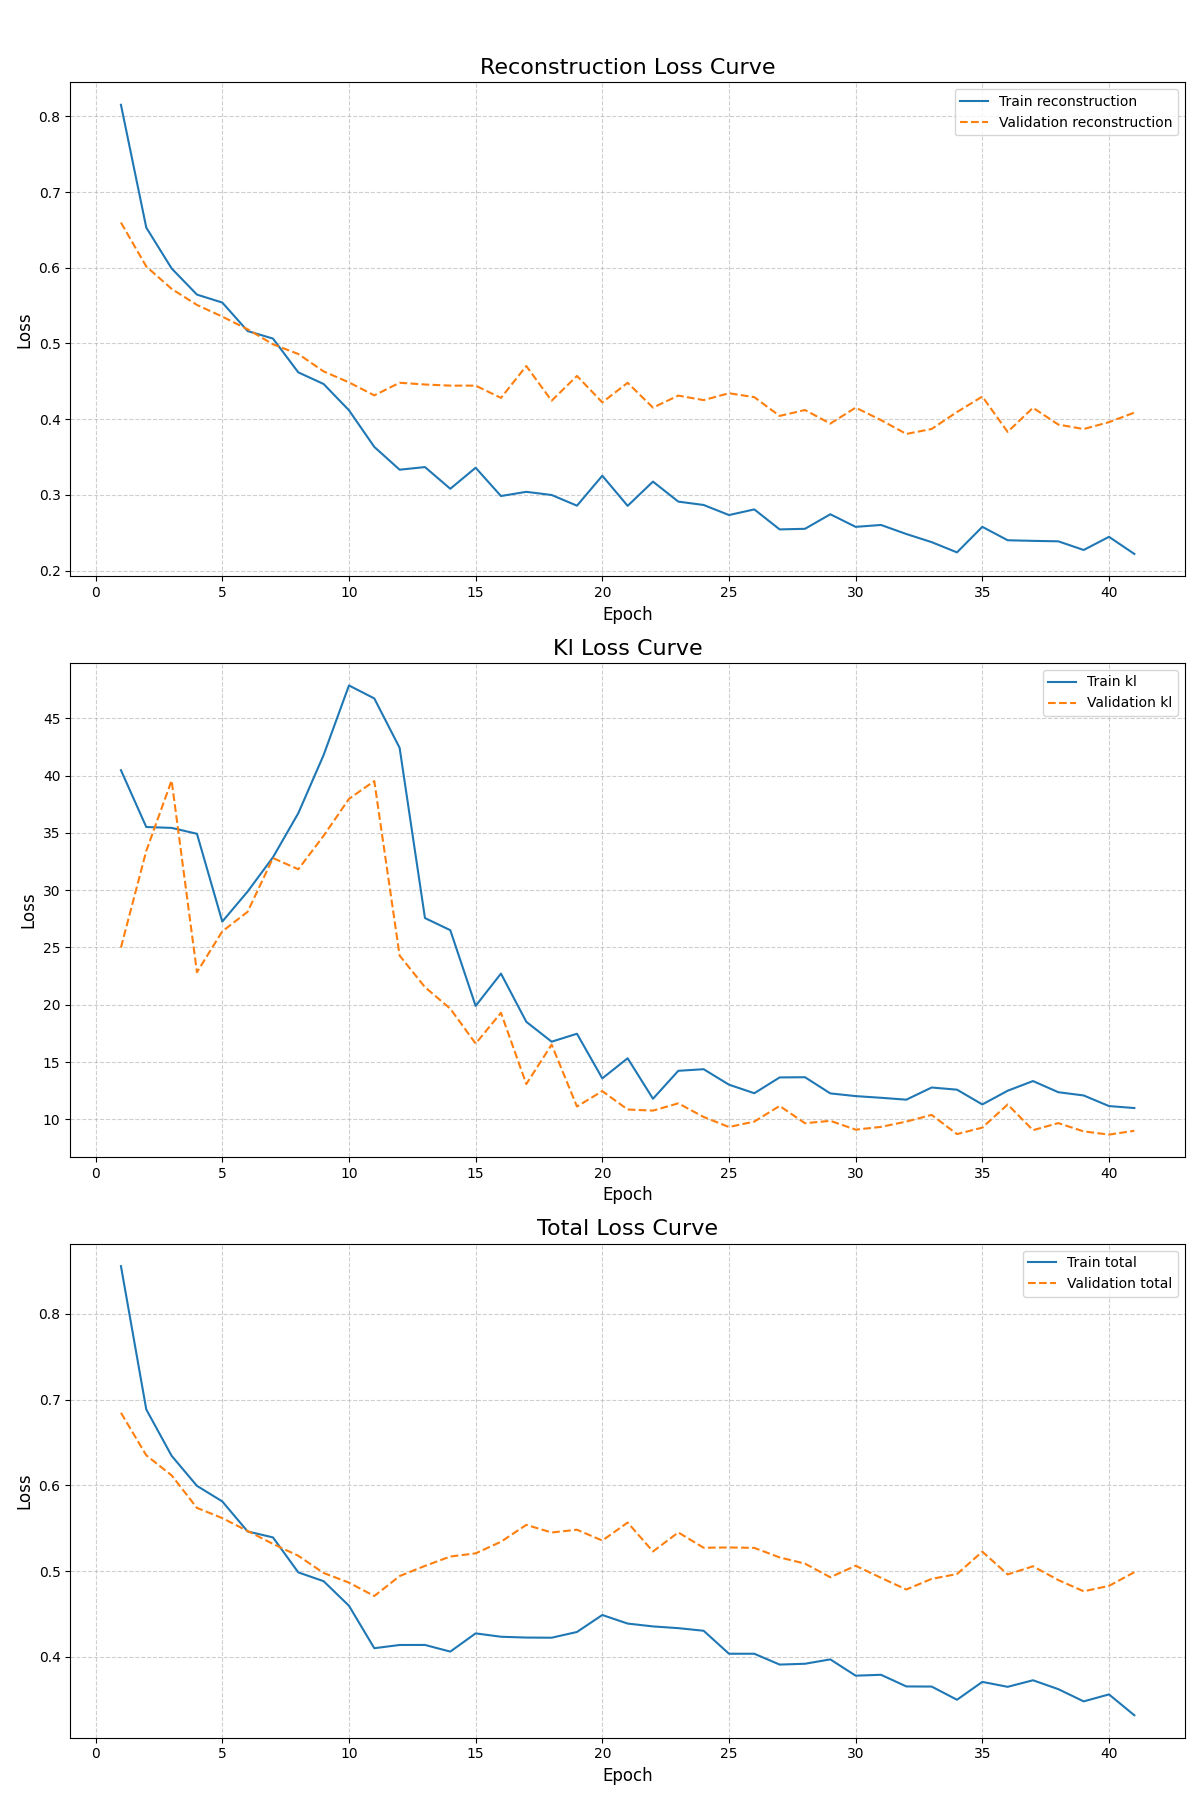 Reconstruction Loss Curve
Train reconstruction
Validation reconstruction
0.8
0.7
0.6
0.5
0.4
0.3
0.2
Loss
0 5 10 15 20 25 30 35 40
Epoch
Kl Loss Curve
Train kl
Validation kl
45
40
35
30
25
20
15
10
Loss
0 5 10 15 20 25 30 35 40
Epoch
Total Loss Curve
Train total
Validation total
0.8
0.7
0.6
0.5
0.4
Loss
0 5 10 15 20 25 30 35 40
Epoch